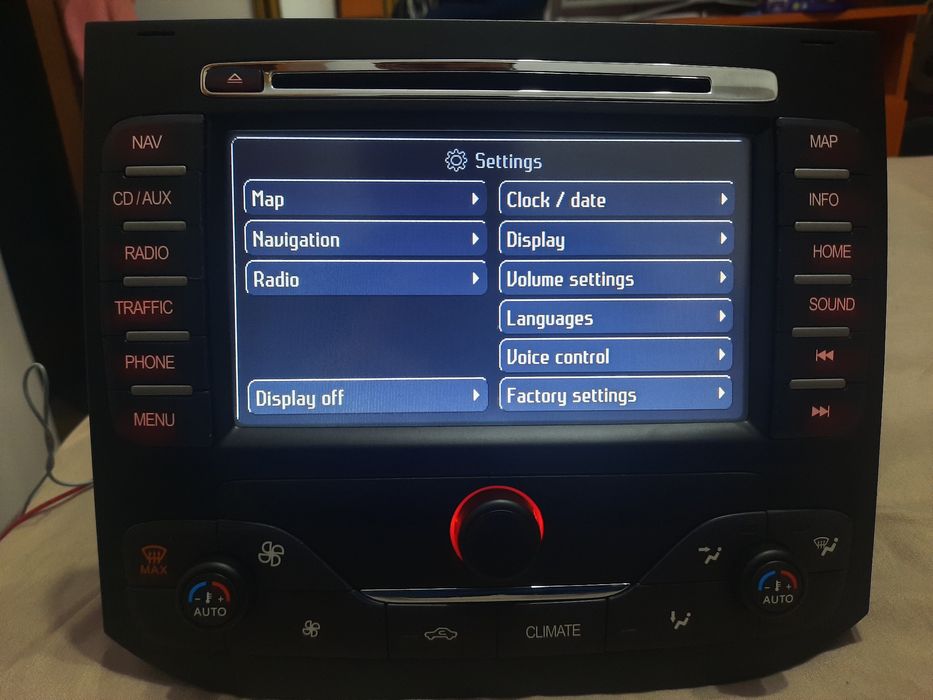 NAV
CD / AUX
RADIO
TRAFFIC
PHONE
MENU
Settings
Map
Navigation
Radio
Display off
Clock / date
Display
Volume settings
Languages
Voice control
Factory settings
MAP
INFO
HOME
SOUND
MAX
- +
AUTO
CLIMATE
- +
AUTO